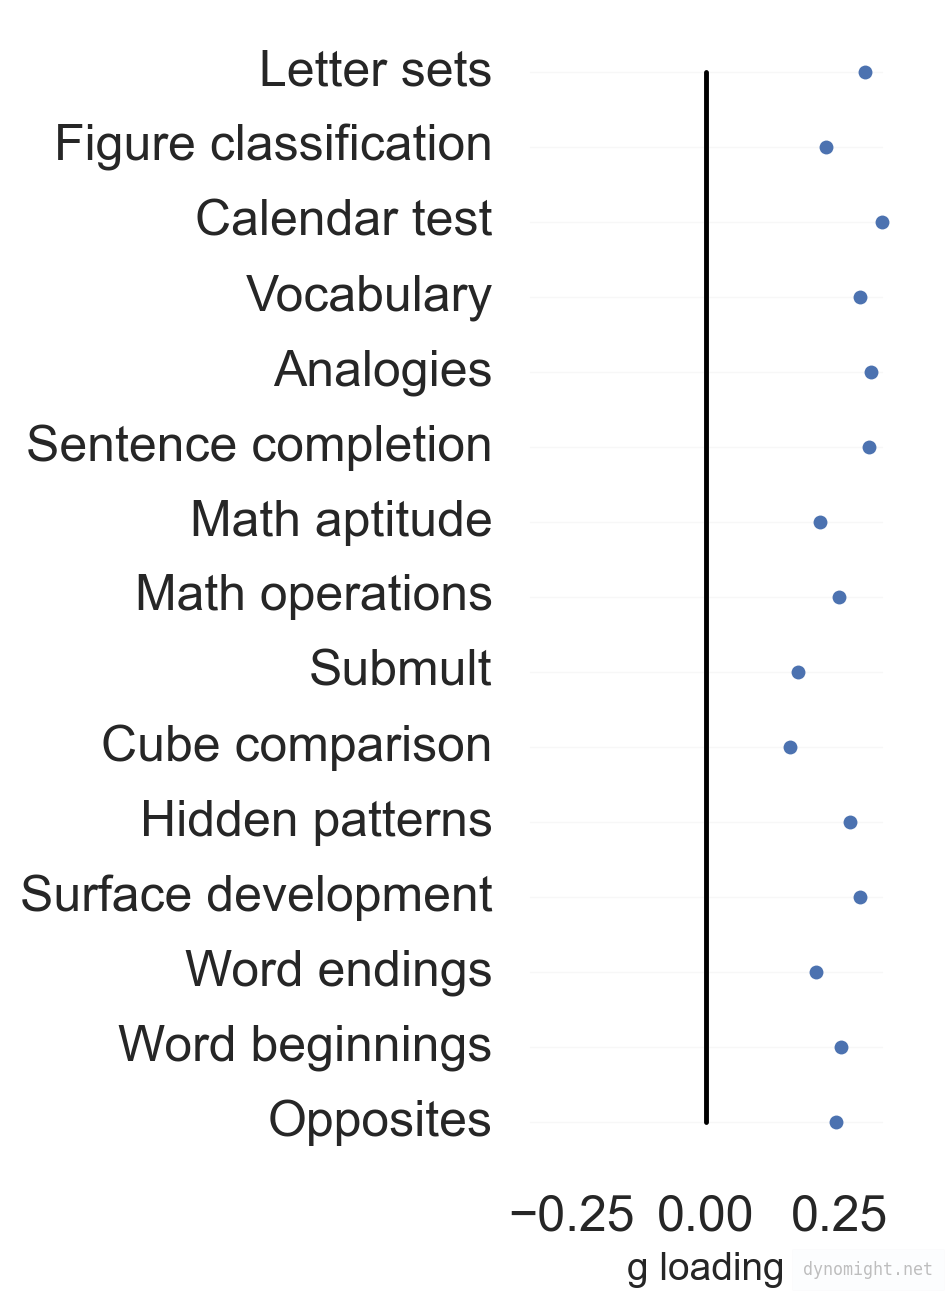 Letter sets
Figure classification
Calendar test
Vocabulary
Analogies
Sentence completion
Math aptitude
Math operations
Submult
Cube comparison
Hidden patterns
Surface development
Word endings
Word beginnings
Opposites
−0.25 0.00 0.25
g loading
dynomight.net